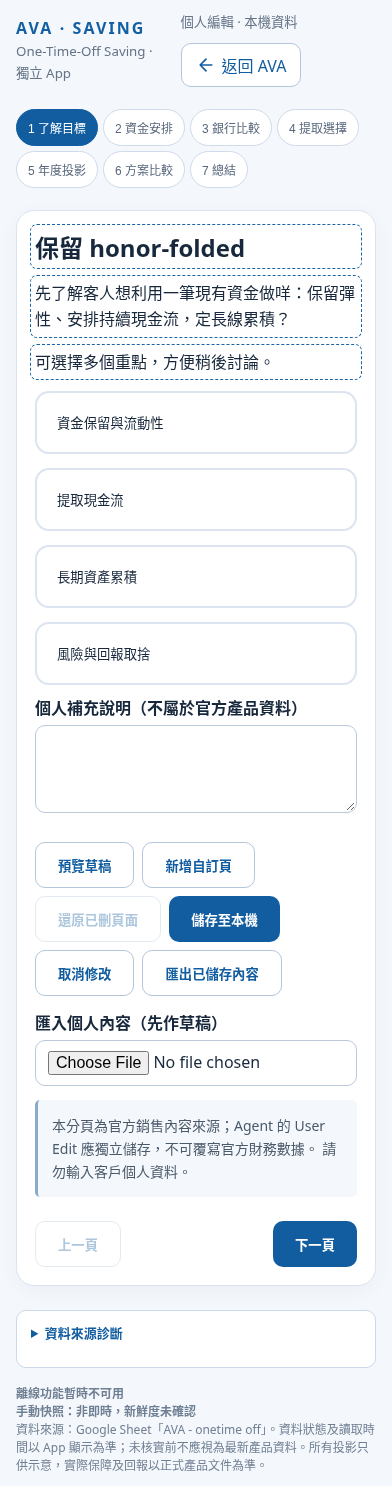 AVA · SAVING
One-Time-Off Saving ·
獨立 App
個人編輯 · 本機資料
← 返回 AVA
1 了解目標
2 資金安排
3 銀行比較
4 提取選擇
5 年度投影
6 方案比較
7 總結
保留 honor-folded
先了解客人想利用一筆現有資金做咩：保留彈
性、安排持續現金流，定長線累積？
可選擇多個重點，方便稍後討論。
資金保留與流動性
提取現金流
長期資產累積
風險與回報取捨
個人補充說明（不屬於官方產品資料）
預覽草稿
新增自訂頁
還原已刪頁面
儲存至本機
取消修改
匯出已儲存內容
匯入個人內容（先作草稿）
Choose File No file chosen
本分頁為官方銷售內容來源；Agent 的 User
Edit 應獨立儲存，不可覆寫官方財務數據。 請
勿輸入客戶個人資料。
上一頁
下一頁
▶ 資料來源診斷
離線功能暫時不可用
手動快照：非即時，新鮮度未確認
資料來源：Google Sheet「AVA - onetime off」。資料狀態及讀取時
間以 App 顯示為準；未核實前不應視為最新產品資料。所有投影只
供示意，實際保障及回報以正式產品文件為準。